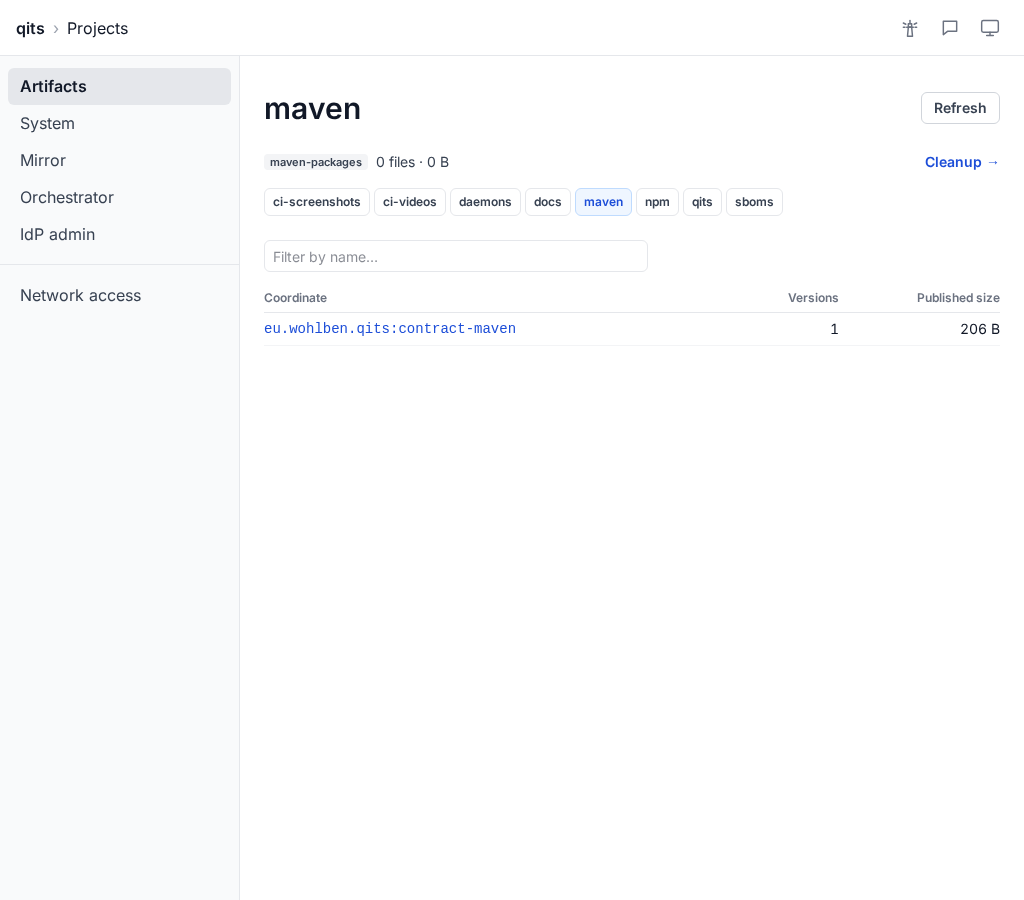 qits › Projects
Artifacts
System
Mirror
Orchestrator
IdP admin
Network access
maven
Refresh
maven-packages 0 files · 0 B
Cleanup →
ci-screenshots ci-videos daemons docs maven npm qits sboms
Filter by name...
Coordinate Versions Published size
eu.wohlben.qits:contract-maven 1 206 B